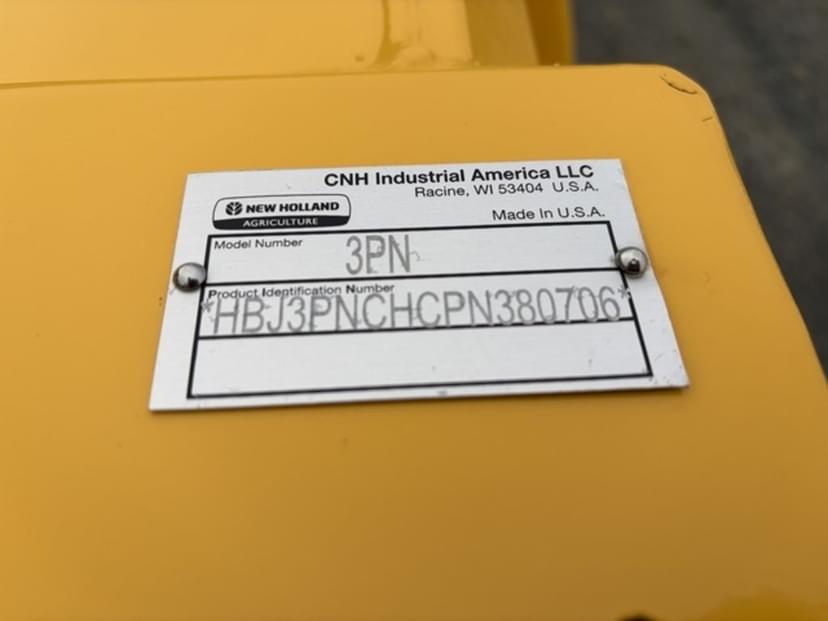 CNH Industrial America LLC
Racine, WI 53404 U.S.A.
NEW HOLLAND
AGRICULTURE
Made In U.S.A.
Model Number
3PN
Product Identification Number
*HBJ3PNCHCPN380706*